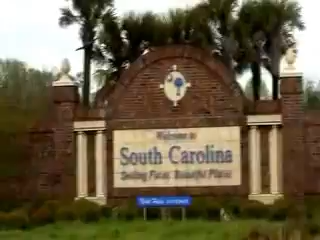 Welcome to
South Carolina
Smiling Faces. Beautiful Places.